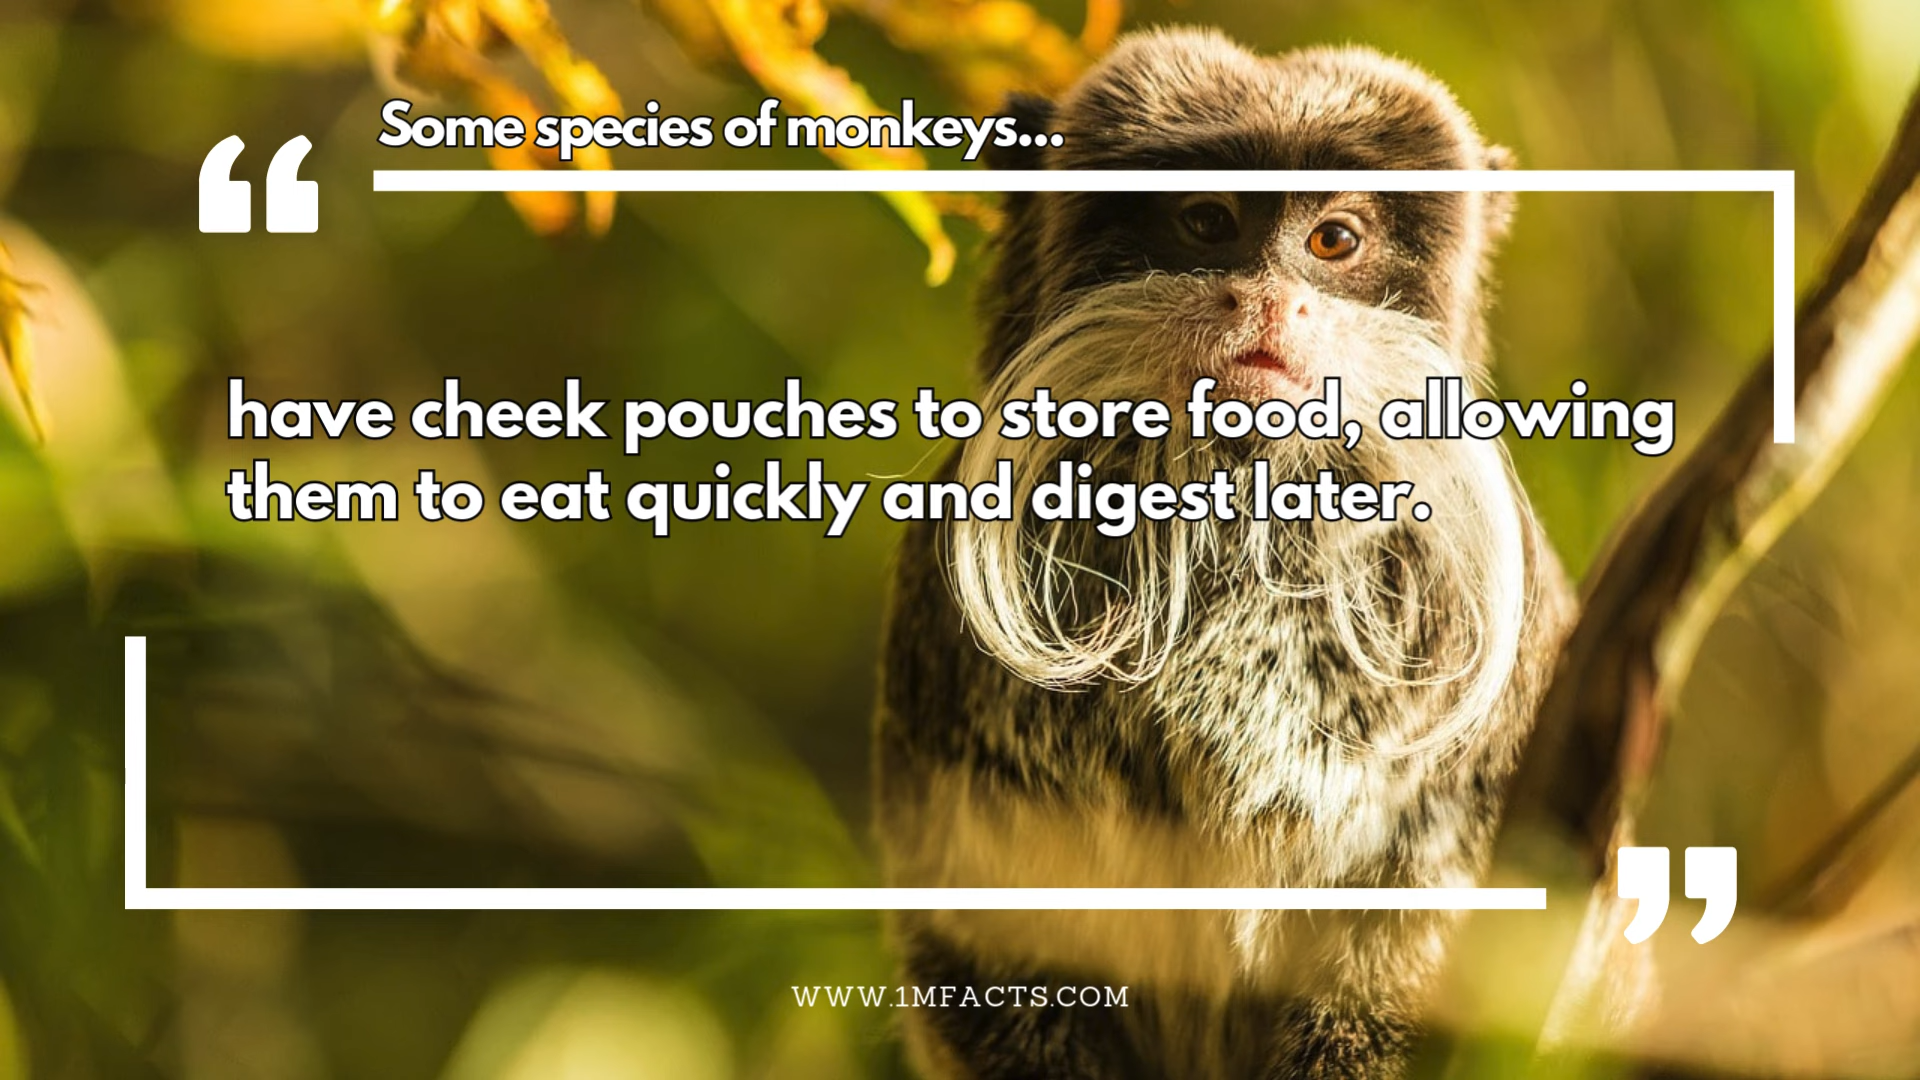 Some species of monkeys...
have cheek pouches to store food, allowing
them to eat quickly and digest later.
WWW.1MFACTS.COM